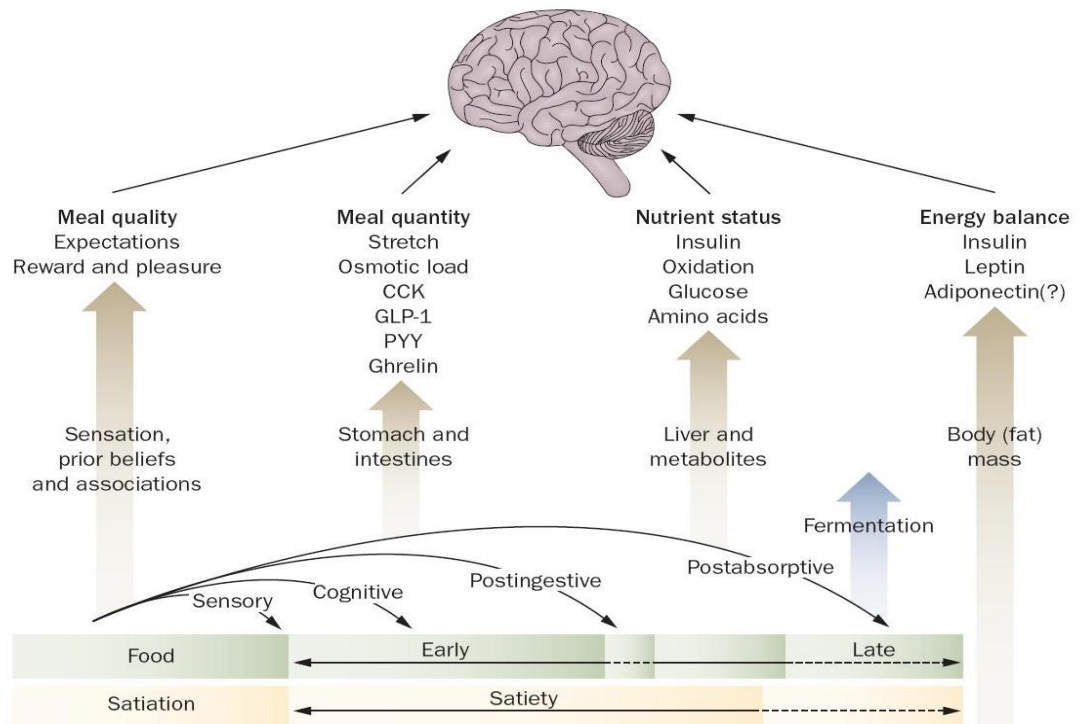 Meal quality
Expectations
Reward and pleasure
Meal quantity
Stretch
Osmotic load
CCK
GLP-1
PYY
Ghrelin
Nutrient status
Insulin
Oxidation
Glucose
Amino acids
Energy balance
Insulin
Leptin
Adiponectin(?)
Sensation,
prior beliefs
and associations
Stomach and
intestines
Liver and
metabolites
Body (fat)
mass
Fermentation
Sensory
Cognitive
Postingestive
Postabsorptive
Food
Early
Late
Satiation
Satiety